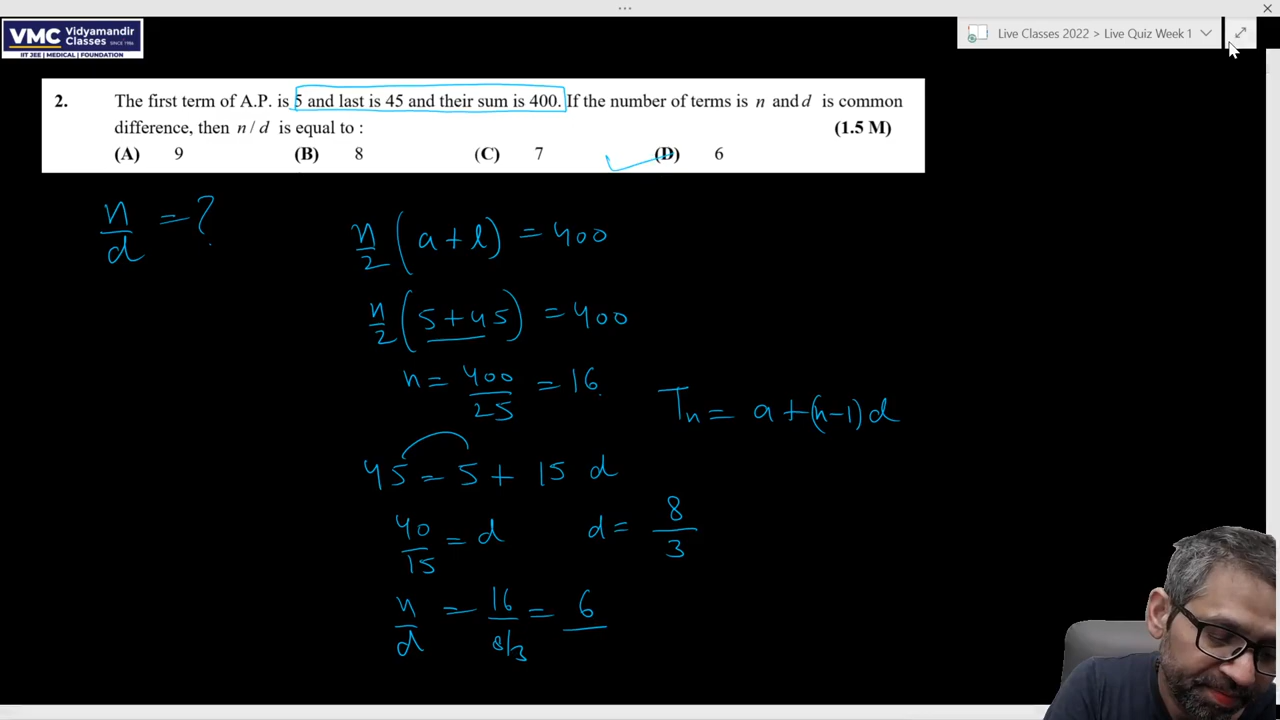 VMC Vidyamandir Classes SINCE 1986
IIT JEE | MEDICAL | FOUNDATION
Live Classes 2022 > Live Quiz Week 1
2. The first term of A.P. is 5 and last is 45 and their sum is 400. If the number of terms is n and d is common
difference, then n / d is equal to : (1.5 M)
(A) 9 (B) 8 (C) 7 (D) 6
n/d = ?
n/2 (a + l) = 400
n/2 (5 + 45) = 400
n = 400/25 = 16
Tn = a + (n-1) d
45 = 5 + 15 d
40/15 = d d = 8/3
n/d = 16/8/3 = 6